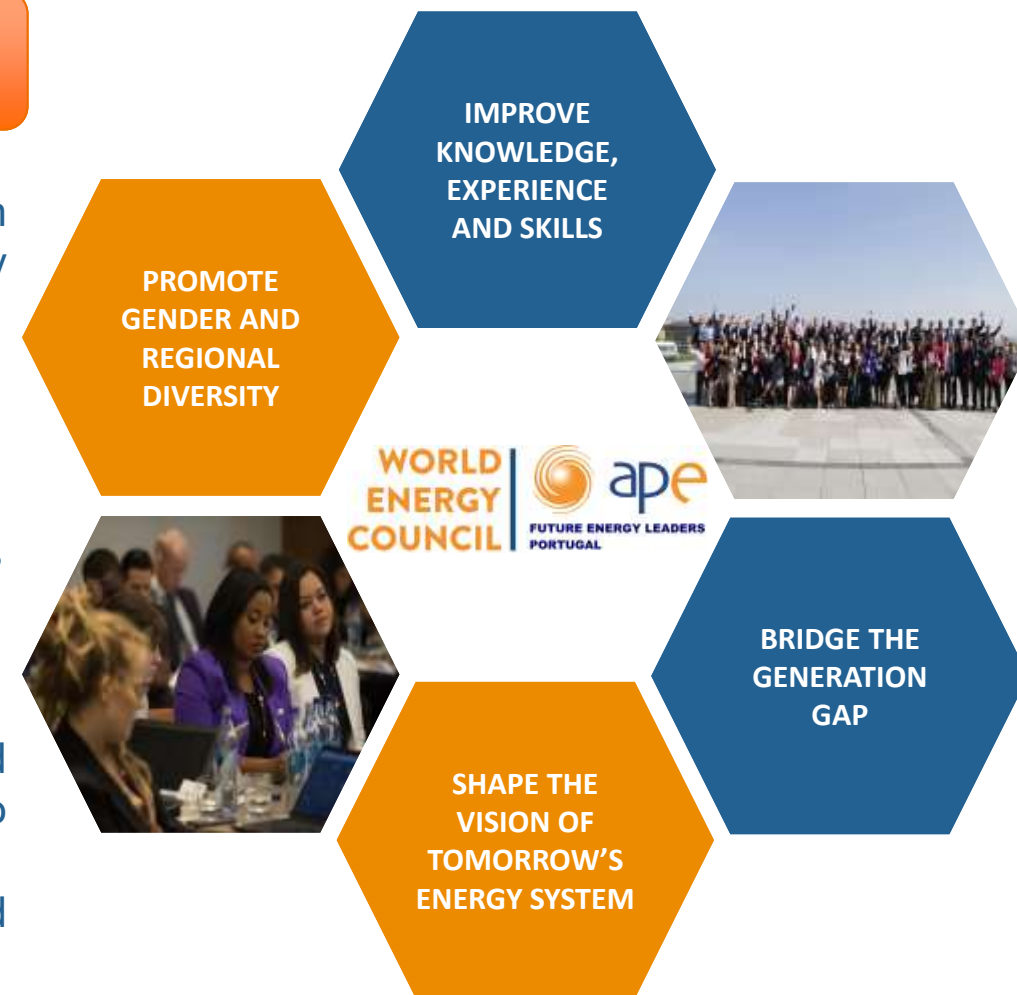 IMPROVE
KNOWLEDGE,
EXPERIENCE
AND SKILLS
PROMOTE
GENDER AND
REGIONAL
DIVERSITY
WORLD
ENERGY
COUNCIL
ape
FUTURE ENERGY LEADERS
PORTUGAL
BRIDGE THE
GENERATION
GAP
SHAPE THE
VISION OF
TOMORROW’S
ENERGY SYSTEM